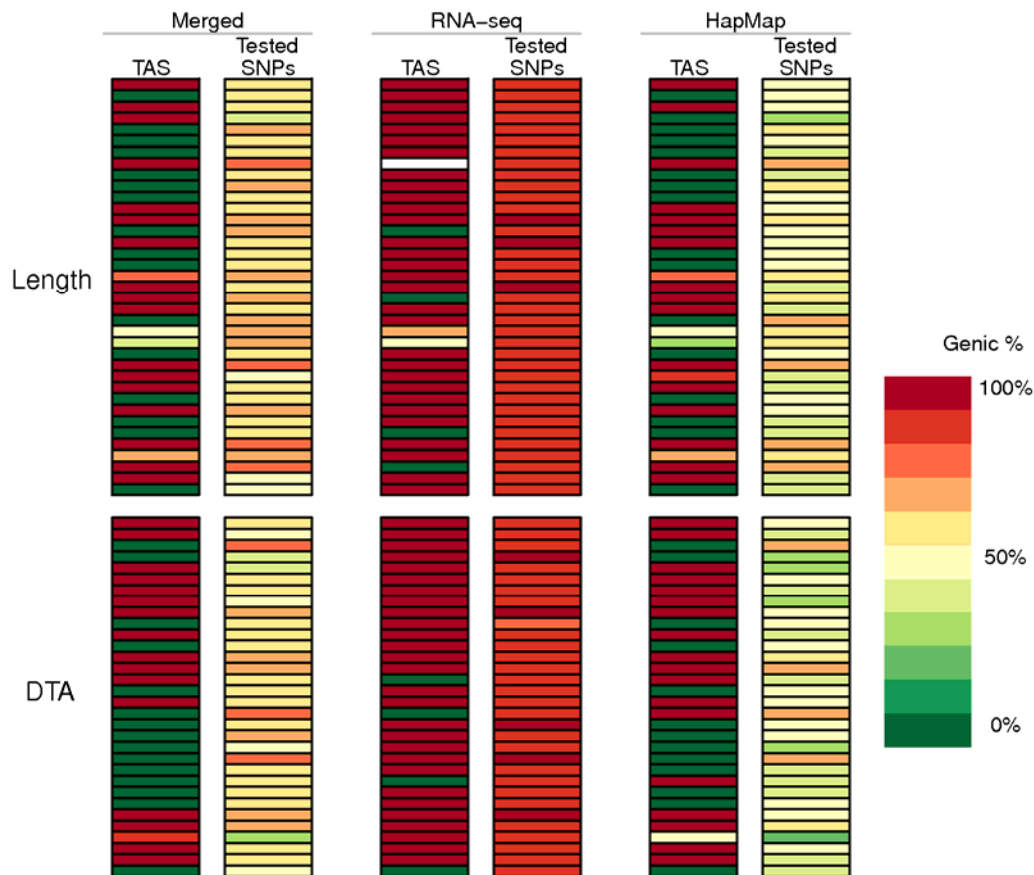 Merged RNA−seq HapMap
TAS Tested SNPs TAS Tested SNPs TAS Tested SNPs
Length
Genic %
100%
50%
DTA
0%